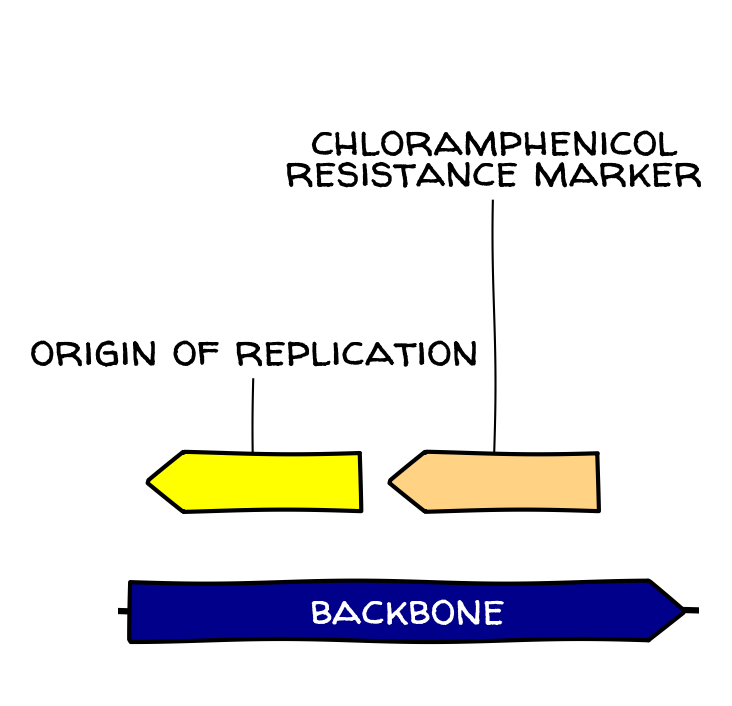 CHLORAMPHENICOL
RESISTANCE MARKER
ORIGIN OF REPLICATION
BACKBONE